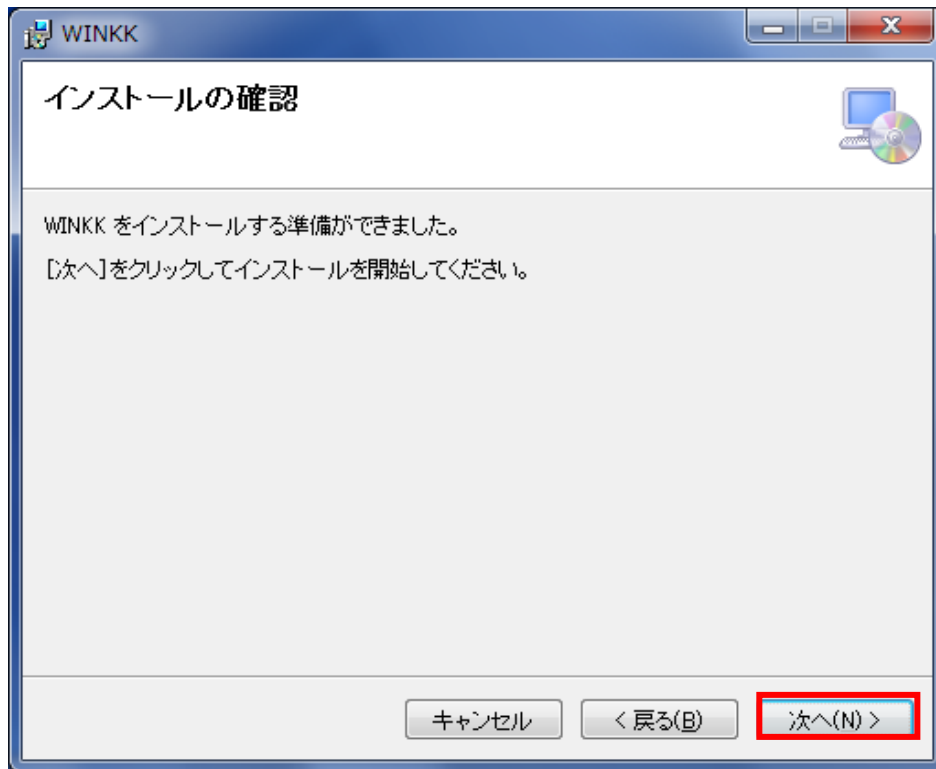 WINKK
インストールの確認
WINKK をインストールする準備ができました。
[次へ]をクリックしてインストールを開始してください。
キャンセル
< 戻る(B)
次へ(N) >